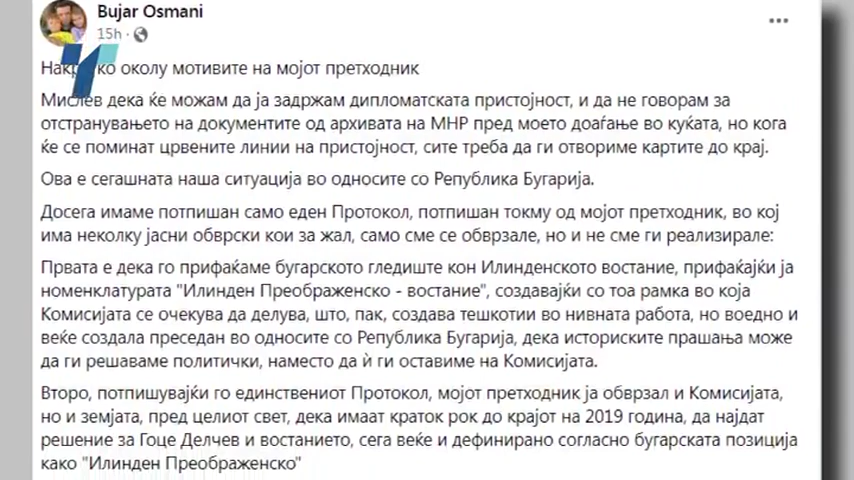 Bujar Osmani
15h
околу мотивите на мојот претходник
Мислев дека ќе можам да ја задржам дипломатската пристојност, и да не говорам за
отстранувањето на документите од архивата на МНР пред моето доаѓање во куќата, но кога
ќе се поминат црвените линии на пристојност, сите треба да ги отвориме картите до крај.
Ова е сегашната наша ситуација во односите со Република Бугарија.
Досега имаме потпишан само еден Протокол, потпишан токму од мојот претходник, во кој
има неколку јасни обврски кои за жал, само сме се обврзале, но и не сме ги реализирале:
Првата е дека го прифаќаме бугарското гледиште кон Илинденското востание, прифаќајќи ја
номенклатурата "Илинден Преображенско - востание", создавајќи со тоа рамка во која
Комисијата се очекува да делува, што, пак, создава тешкотии во нивната работа, но воедно и
веќе создала преседан во односите со Република Бугарија, дека историските прашања може
да ги решаваме политички, наместо да ѝ ги оставиме на Комисијата.
Второ, потпишувајќи го единствениот Протокол, мојот претходник ја обврзал и Комисијата,
но и земјата, пред целиот свет, дека имаат краток рок до крајот на 2019 година, да најдат
решение за Гоце Делчев и востанието, сега веќе и дефинирано согласно бугарската позиција
како "Илинден Преображенско"